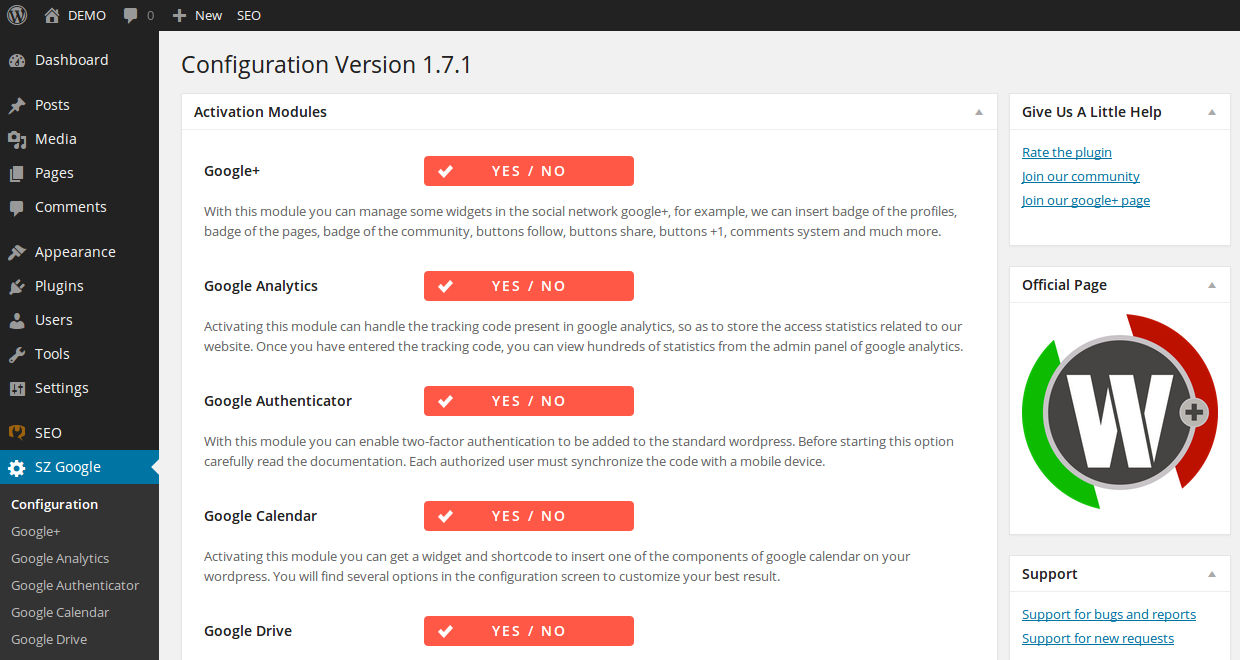 DEMO 0 New SEO
Dashboard
Posts
Media
Pages
Comments
Appearance
Plugins
Users
Tools
Settings
SEO
SZ Google
Configuration
Google+
Google Analytics
Google Authenticator
Google Calendar
Google Drive
Configuration Version 1.7.1
Activation Modules
Google+ YES / NO
With this module you can manage some widgets in the social network google+, for example, we can insert badge of the profiles,
badge of the pages, badge of the community, buttons follow, buttons share, buttons +1, comments system and much more.
Google Analytics YES / NO
Activating this module can handle the tracking code present in google analytics, so as to store the access statistics related to our
website. Once you have entered the tracking code, you can view hundreds of statistics from the admin panel of google analytics.
Google Authenticator YES / NO
With this module you can enable two-factor authentication to be added to the standard wordpress. Before starting this option
carefully read the documentation. Each authorized user must synchronize the code with a mobile device.
Google Calendar YES / NO
Activating this module you can get a widget and shortcode to insert one of the components of google calendar on your
wordpress. You will find several options in the configuration screen to customize your best result.
Google Drive YES / NO
Give Us A Little Help
Rate the plugin
Join our community
Join our google+ page
Official Page
W
Support
Support for bugs and reports
Support for new requests